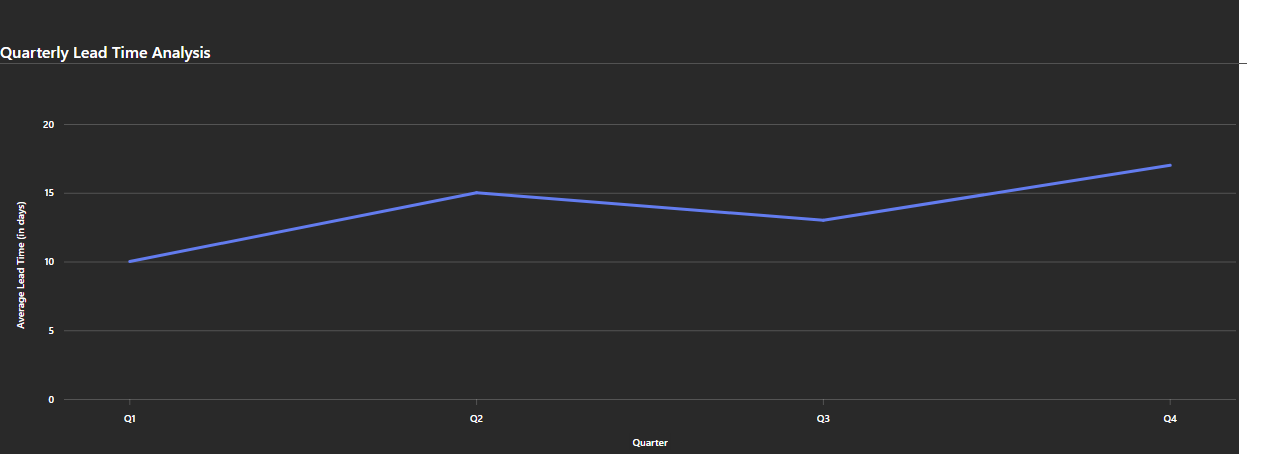 Quarterly Lead Time Analysis
20
15
10
5
0
Average Lead Time (in days)
Q1 Q2 Q3 Q4
Quarter